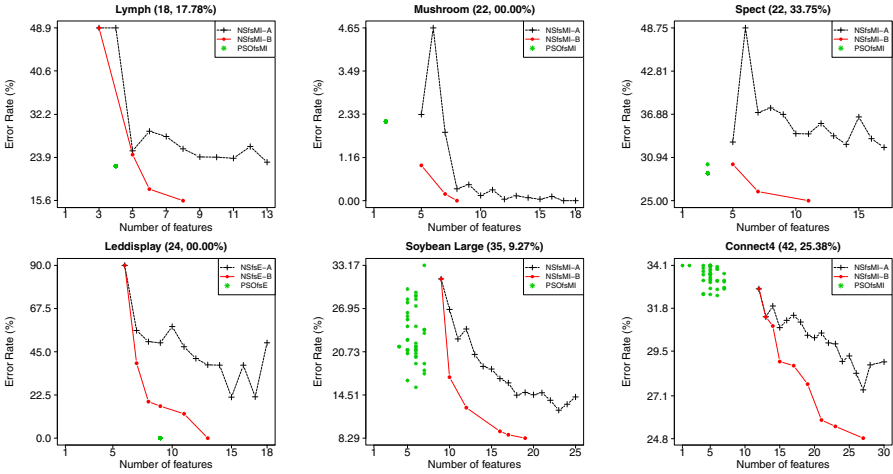 Lymph (18, 17.78%)
Error Rate (%)
48.9
40.6
32.2
23.9
15.6
NSfsMI−A
NSfsMI−B
PSOfsMI
1 3 5 7 9 11 13
Number of features
Mushroom (22, 00.00%)
Error Rate (%)
4.65
3.49
2.33
1.16
0.00
NSfsMI−A
NSfsMI−B
PSOfsMI
1 5 10 15 18
Number of features
Spect (22, 33.75%)
Error Rate (%)
48.75
42.81
36.88
30.94
25.00
NSfsMI−A
NSfsMI−B
PSOfsMI
1 5 10 15
Number of features
Leddisplay (24, 00.00%)
Error Rate (%)
90.0
67.5
45.0
22.5
0.0
NSfsE−A
NSfsE−B
PSOfsE
1 5 10 15 18
Number of features
Soybean Large (35, 9.27%)
Error Rate (%)
33.17
26.95
20.73
14.51
8.29
NSfsMI−A
NSfsMI−B
PSOfsMI
1 5 10 15 20 25
Number of features
Connect4 (42, 25.38%)
Error Rate (%)
34.1
31.8
29.5
27.1
24.8
NSfsMI−A
NSfsMI−B
PSOfsMI
1 5 10 15 20 25 30
Number of features